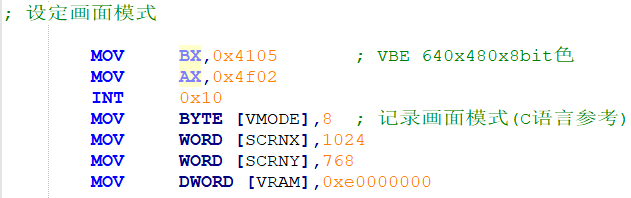 ; 设定画面模式
MOV BX,0x4105 ; VBE 640x480x8bit色
MOV AX,0x4f02
INT 0x10
MOV BYTE [VMODE],8 ; 记录画面模式(C语言参考)
MOV WORD [SCRNX],1024
MOV WORD [SCRNY],768
MOV DWORD [VRAM],0xe0000000